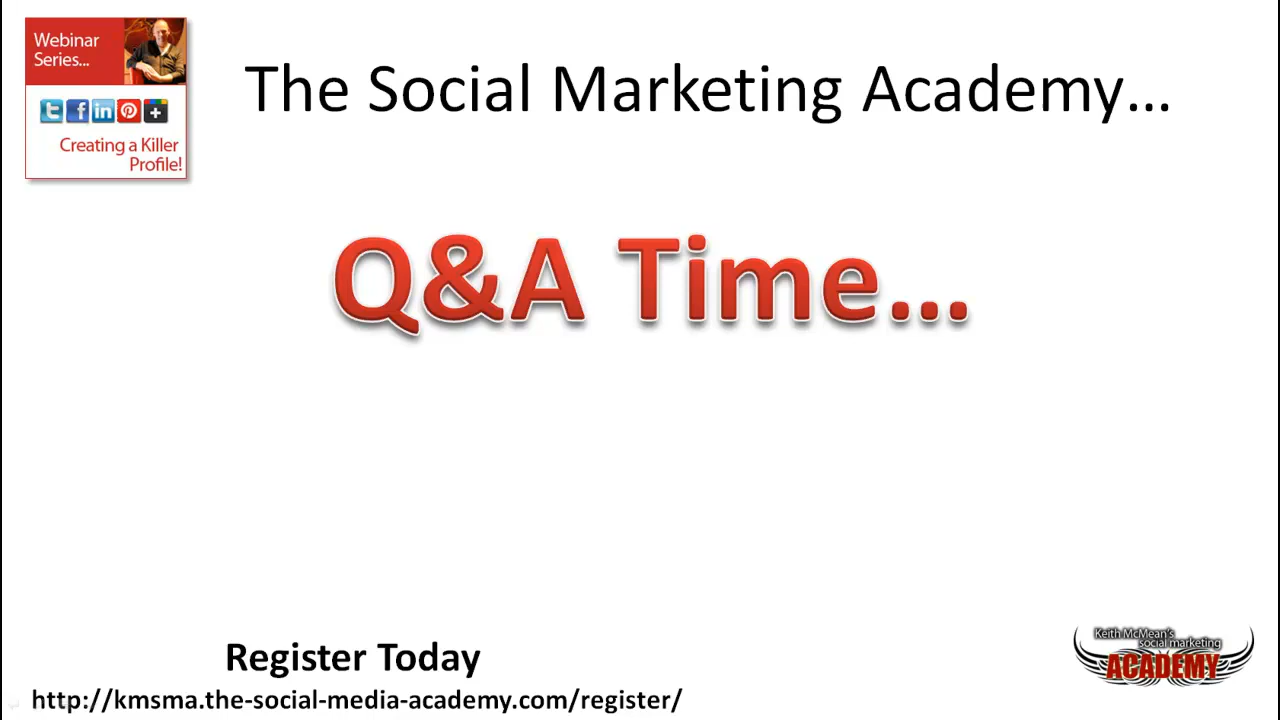 Webinar
Series...
Creating a Killer
Profile!
The Social Marketing Academy...
Q&A Time...
Register Today
http://kmsma.the-social-media-academy.com/register/
Keith McMean's
social marketing
ACADEMY